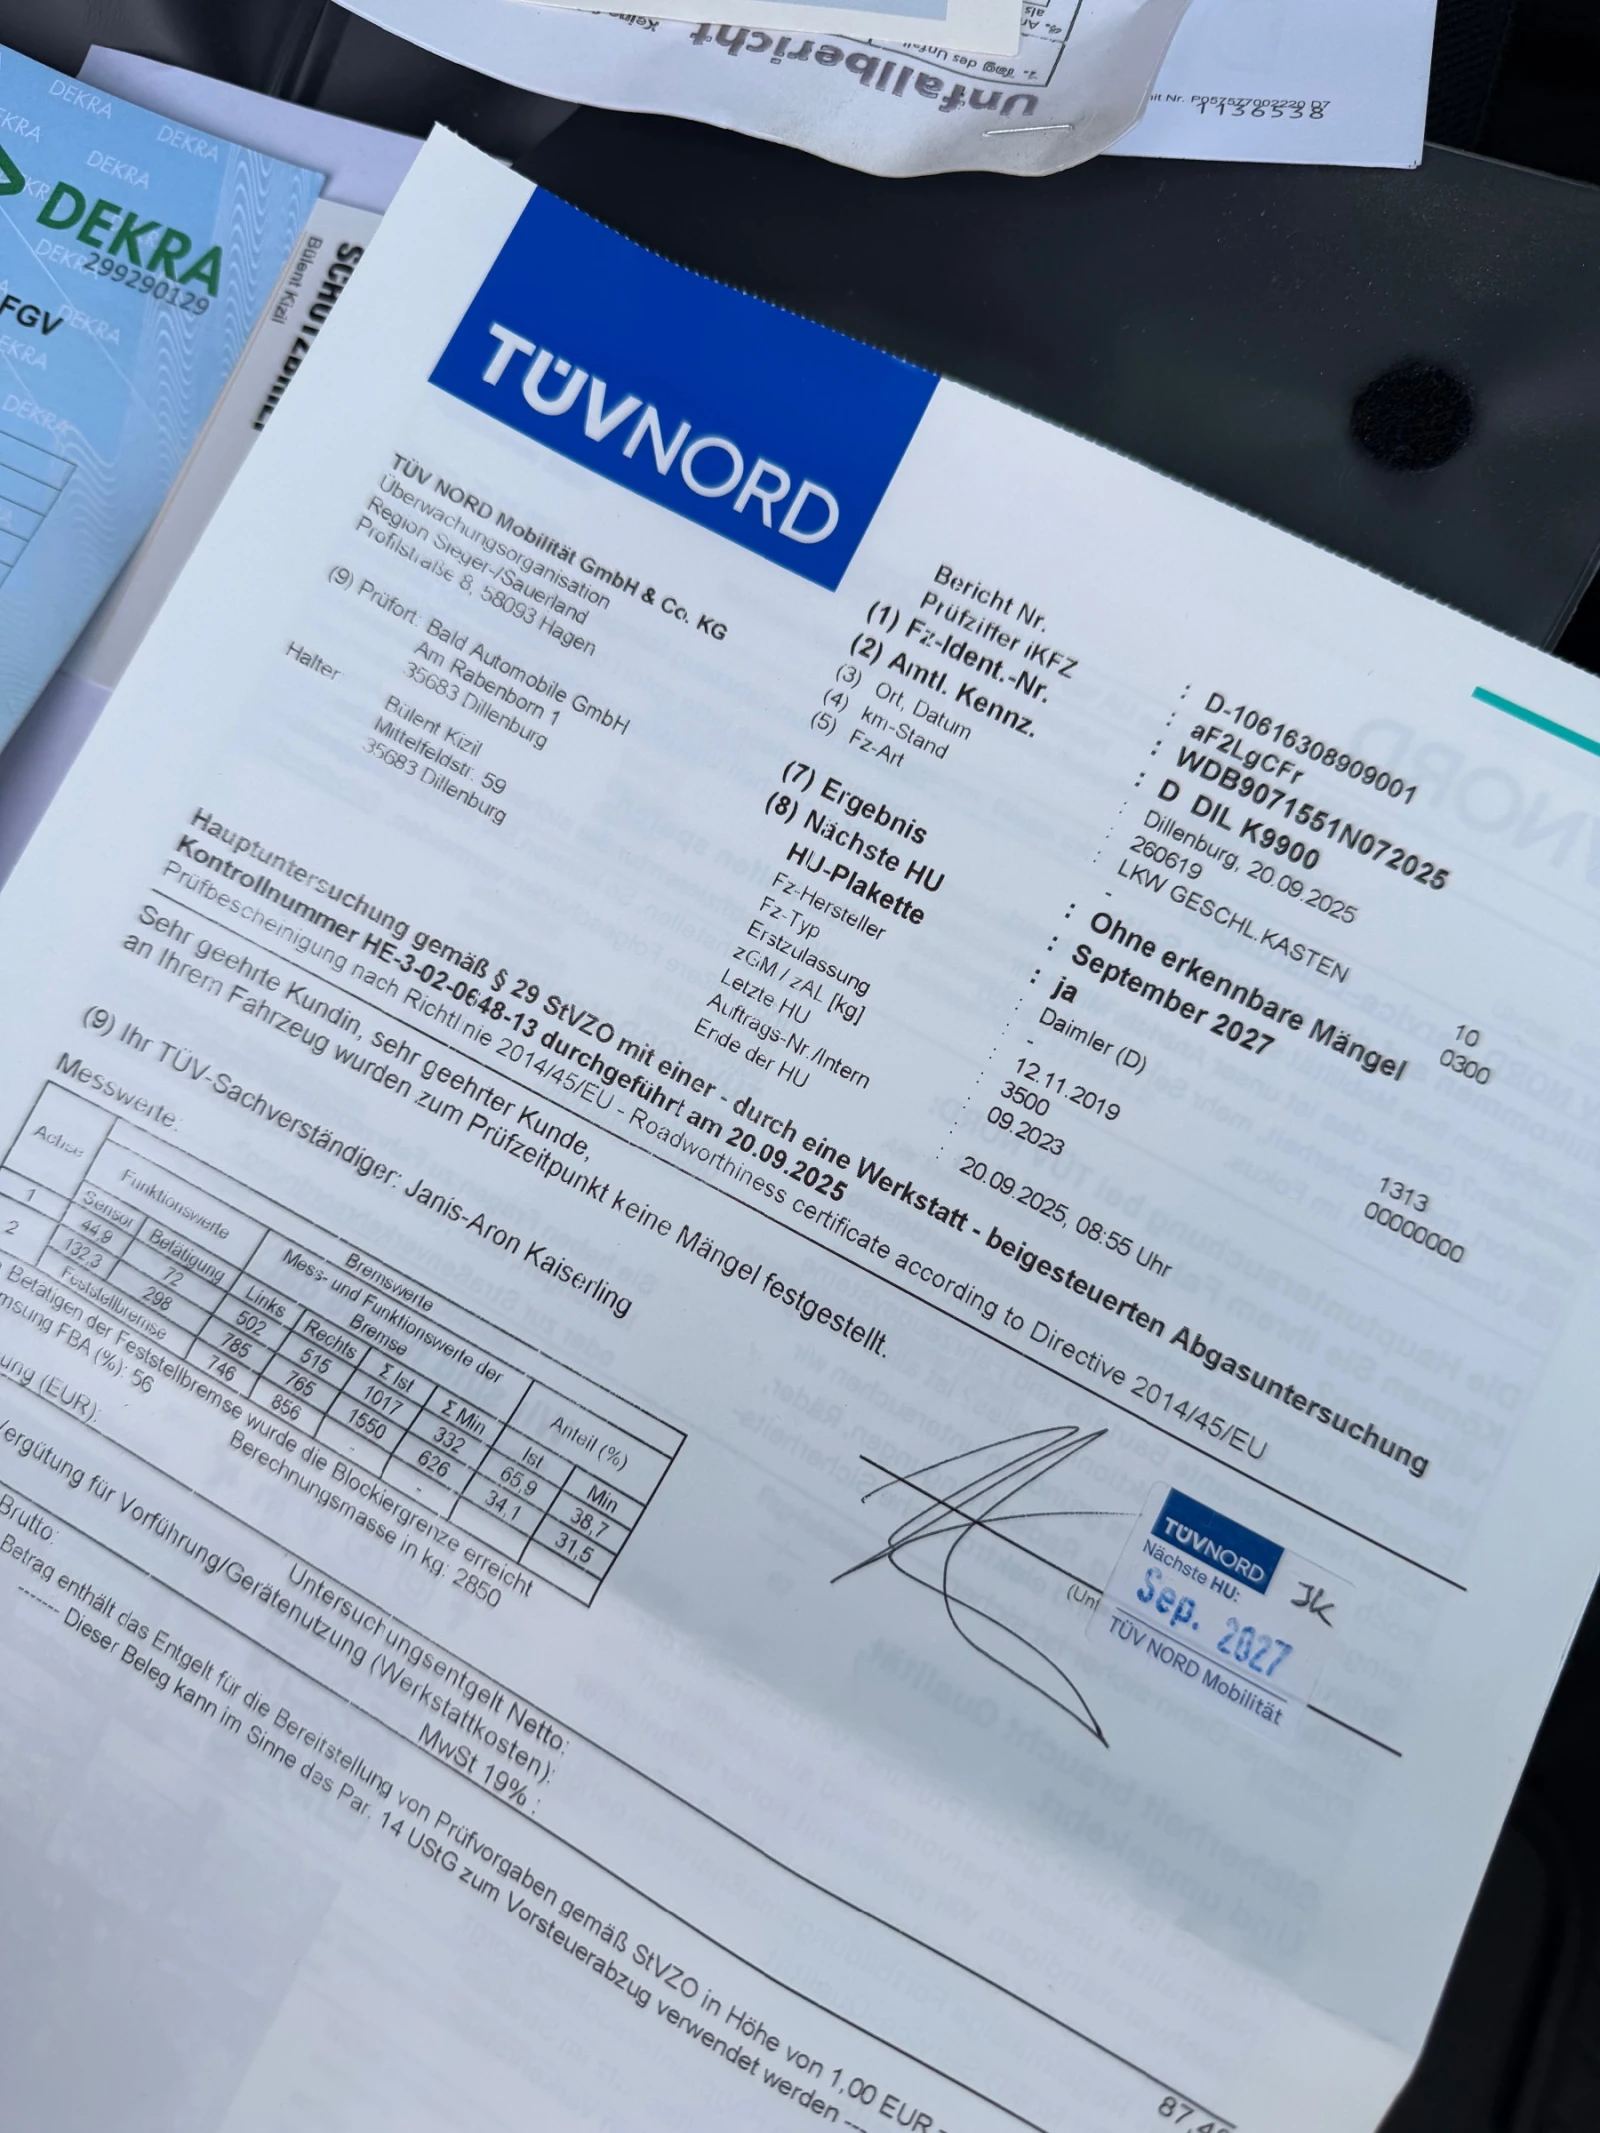 Unfallbericht
1136538
DEKRA
299290129
FGV
Bülent Kizil
TÜVNORD
TÜV NORD Mobilität GmbH & Co. KG
Überwachungsorganisation
Region Sieger-/Sauerland
Profilstraße 8, 58093 Hagen
(9) Prüfort: Bald Automobile GmbH
Am Rabenborn 1
35683 Dillenburg
Halter
Bülent Kizil
Mittelfeldstr. 59
35683 Dillenburg
Bericht Nr. : D-1061630890900​1
Prüfziffer iKFZ : aF2LgCFr
(1) Fz-Ident.-Nr. : WDB9071551N072025
(2) Amtl. Kennz. : D DIL K9900
(3) Ort, Datum : Dillenburg, 20.09.2025
(4) km-Stand : 260619
(5) Fz-Art : LKW GESCHL.KASTEN
-
(7) Ergebnis : Ohne erkennbare Mängel
(8) Nächste HU : September 2027
HU-Plakette : ja
Fz-Hersteller : Daimler (D) 10 0300
Fz-Typ : -
Erstzulassung : 12.11.2019
zGM / zAL [kg] : 3500
Letzte HU : 09.2023
Auftrags-Nr./Intern : 1313 00000000
Ende der HU : 20.09.2025, 08:55 Uhr
Hauptuntersuchung gemäß § 29 StVZO mit einer - durch eine Werkstatt - beigesteuerten Abgasuntersuchung
Kontrollnummer HE-3-02-0648-13 durchgeführt am 20.09.2025
Prüfbescheinigung nach Richtlinie 2014/45/EU - Roadworthiness certificate according to Directive 2014/45/EU
Sehr geehrte Kundin, sehr geehrter Kunde,
an Ihrem Fahrzeug wurden zum Prüfzeitpunkt keine Mängel festgestellt.
(9) Ihr TÜV-Sachverständiger: Janis-Aron Kaiserling
Messwerte:
Bremswerte
Achse Funktionswerte Mess- und Funktionswerte der Bremse Anteil (%)
Sensor Betätigung Links Rechts Σ Ist Σ Min Ist Min
1 44,9 72 502 515 1017 332 65,9 38,7
2 132,3 298 785 765 1550 626 34,1 31,5
Feststellbremse 746 856 - -
Betätigen der Feststellbremse wurde die Blockiergrenze erreicht
FBA (%): 56 Berechnungsmasse in kg: 2850
(EUR):
TÜVNORD
Nächste HU:
Sep. 2027
TÜV NORD Mobilität
JK
Untersuchungsentgelt Netto:
Vergütung für Vorführung/Gerätenutzung (Werkstattkosten):
MwSt 19% :
Brutto:
Betrag enthält das Entgelt für die Bereitstellung von Prüfvorgaben gemäß StVZO in Höhe von 1,00 EUR
------- Dieser Beleg kann im Sinne des Par. 14 UStG zum Vorsteuerabzug verwendet werden ---